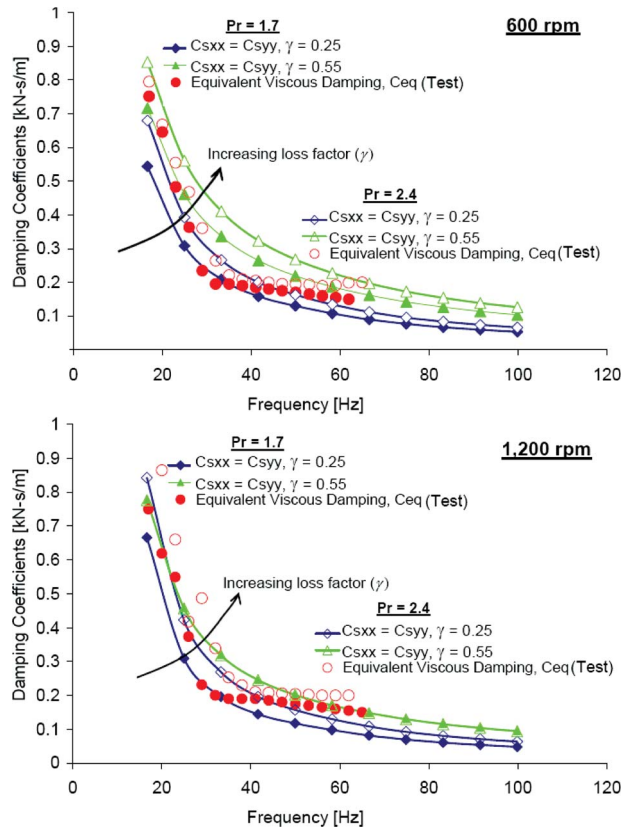 Pr = 1.7
600 rpm
Csxx = Csyy, γ = 0.25
Csxx = Csyy, γ = 0.55
Equivalent Viscous Damping, Ceq (Test)
Increasing loss factor (γ)
Pr = 2.4
Csxx = Csyy, γ = 0.25
Csxx = Csyy, γ = 0.55
Equivalent Viscous Damping, Ceq (Test)
Damping Coefficients [kN-s/m]
1
0.9
0.8
0.7
0.6
0.5
0.4
0.3
0.2
0.1
0 20 40 60 80 100 120
Frequency [Hz]
Pr = 1.7
1,200 rpm
Csxx = Csyy, γ = 0.25
Csxx = Csyy, γ = 0.55
Equivalent Viscous Damping, Ceq (Test)
Increasing loss factor (γ)
Pr = 2.4
Csxx = Csyy, γ = 0.25
Csxx = Csyy, γ = 0.55
Equivalent Viscous Damping, Ceq (Test)
Damping Coefficients [kN-s/m]
1
0.9
0.8
0.7
0.6
0.5
0.4
0.3
0.2
0.1
0
0 20 40 60 80 100 120
Frequency [Hz]